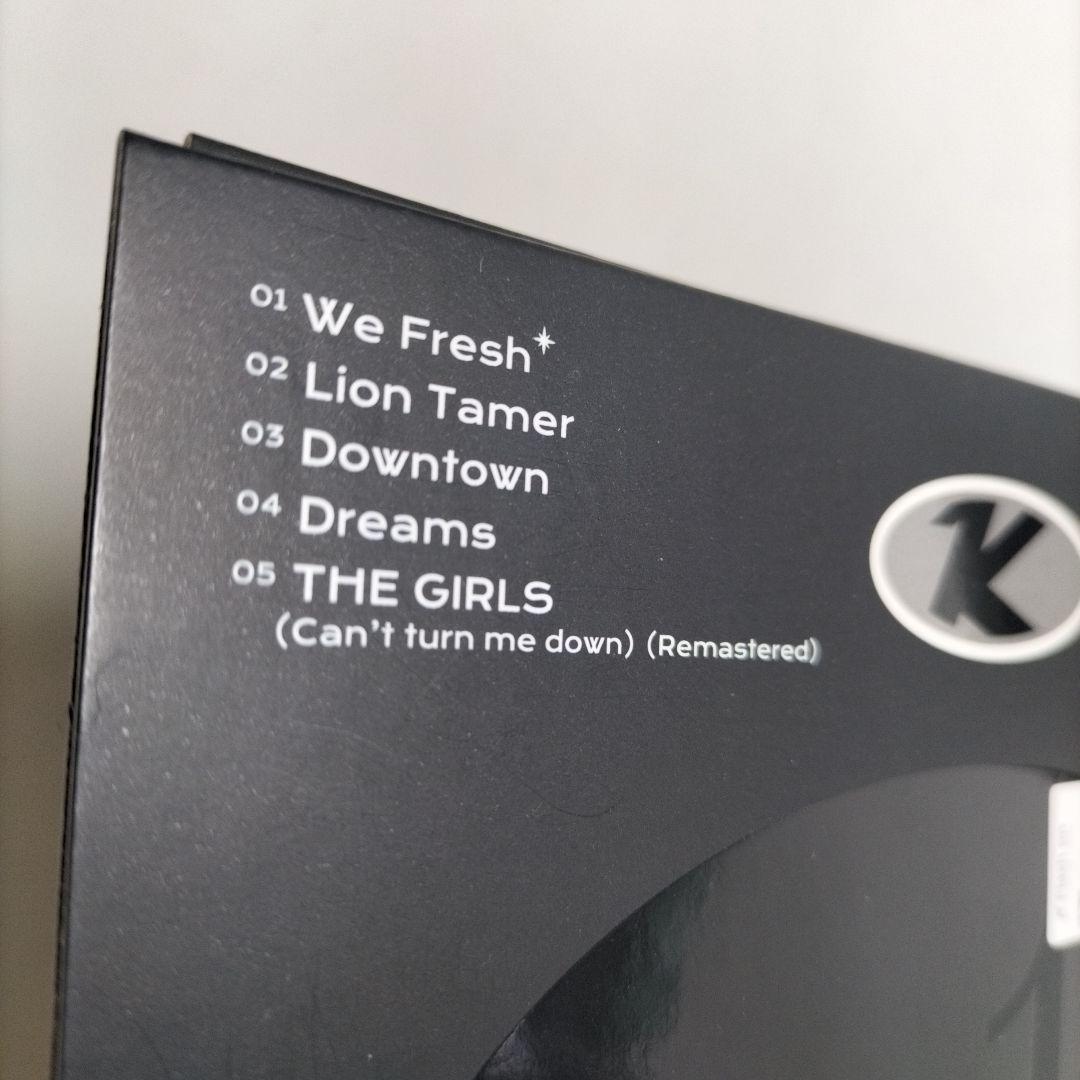 01 We Fresh*
02 Lion Tamer
03 Downtown
04 Dreams
05 THE GIRLS
(Can't turn me down) (Remastered)
K